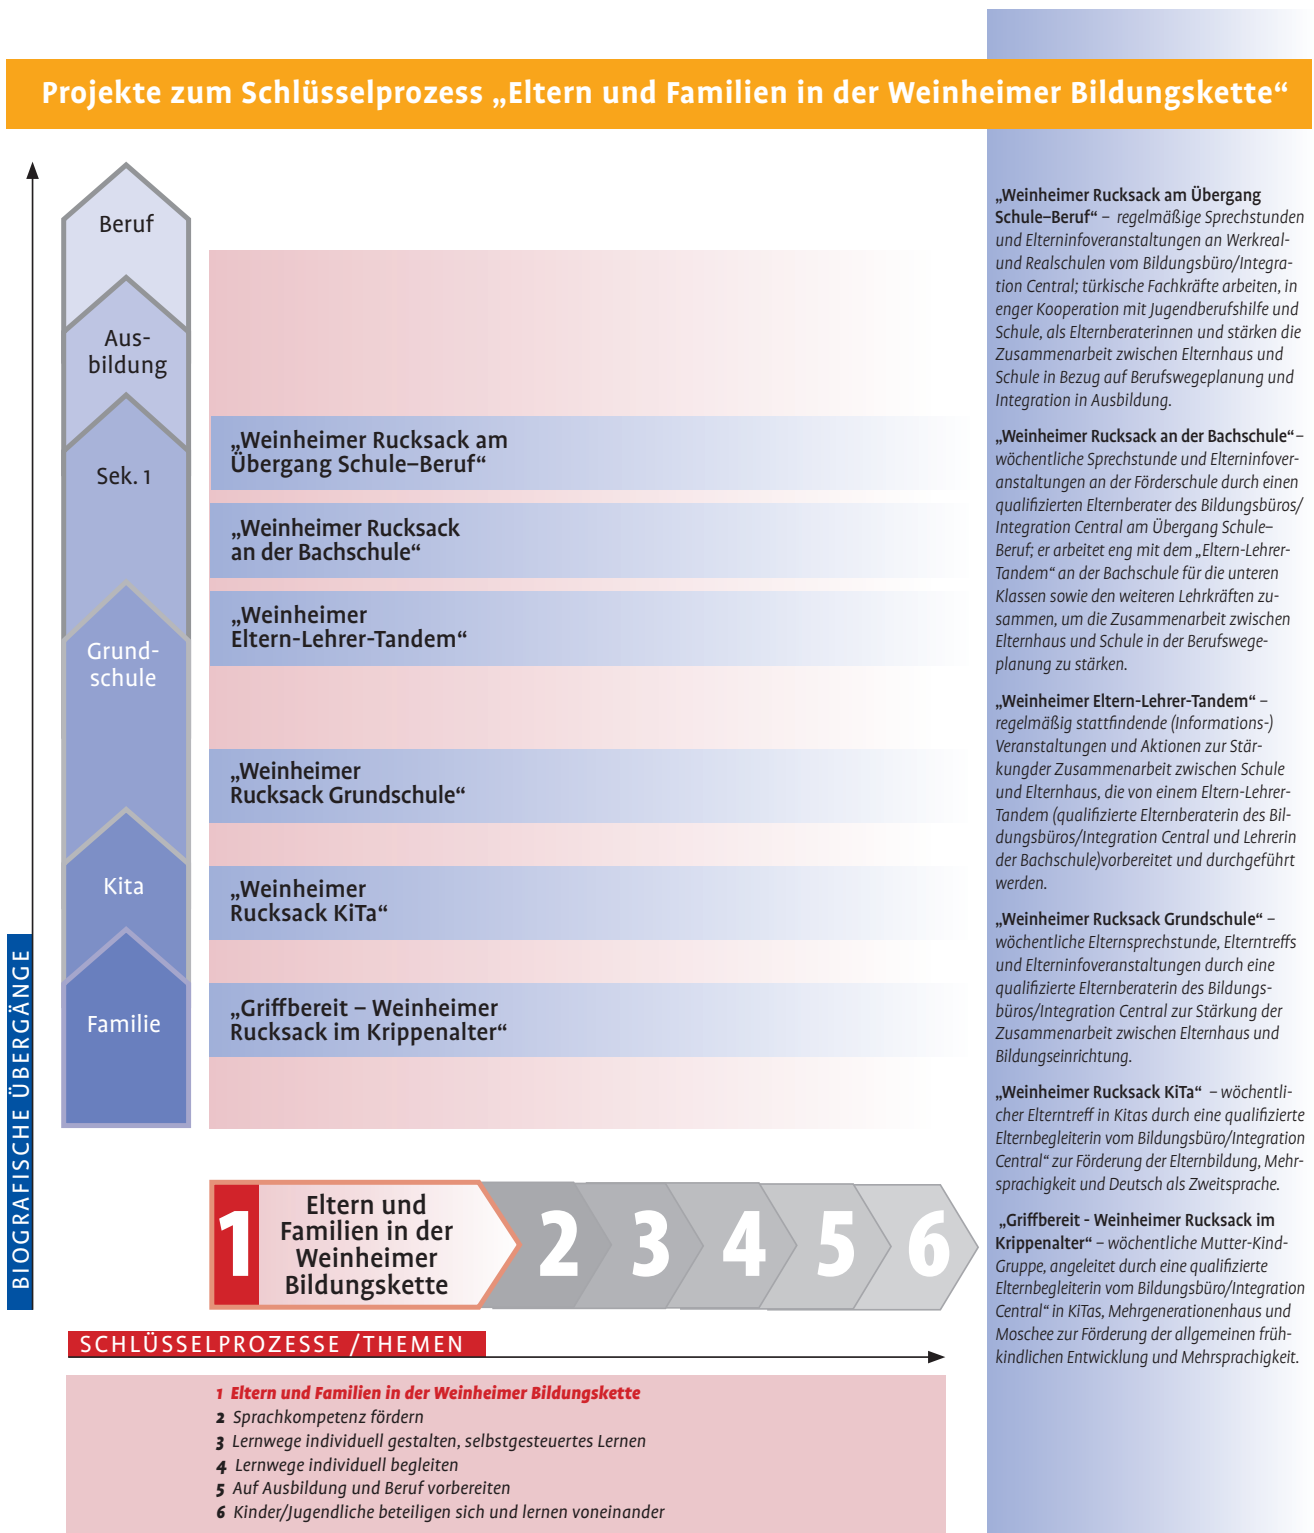 Projekte zum Schlüsselprozess „Eltern und Familien in der Weinheimer Bildungskette“
BIOGRAFISCHE ÜBERGÄNGE
Beruf
Aus-
bildung
Sek. 1
Grund-
schule
Kita
Familie
„Weinheimer Rucksack am
Übergang Schule–Beruf“
„Weinheimer Rucksack
an der Bachschule“
„Weinheimer
Eltern-Lehrer-Tandem“
„Weinheimer
Rucksack Grundschule“
„Weinheimer
Rucksack KiTa“
„Griffbereit – Weinheimer
Rucksack im Krippenalter“
1
Eltern und
Familien in der
Weinheimer
Bildungskette
2 3 4 5 6
SCHLÜSSELPROZESSE /THEMEN
1 Eltern und Familien in der Weinheimer Bildungskette
2 Sprachkompetenz fördern
3 Lernwege individuell gestalten, selbstgesteuertes Lernen
4 Lernwege individuell begleiten
5 Auf Ausbildung und Beruf vorbereiten
6 Kinder/Jugendliche beteiligen sich und lernen voneinander
„Weinheimer Rucksack am Übergang
Schule–Beruf“ – regelmäßige Sprechstunden
und Elterninfoveranstaltungen an Werkreal-
und Realschulen vom Bildungsbüro/Integra-
tion Central; türkische Fachkräfte arbeiten, in
enger Kooperation mit Jugendberufshilfe und
Schule, als Elternberaterinnen und stärken die
Zusammenarbeit zwischen Elternhaus und
Schule in Bezug auf Berufswegeplanung und
Integration in Ausbildung.
„Weinheimer Rucksack an der Bachschule“–
wöchentliche Sprechstunde und Elterninfover-
anstaltungen an der Förderschule durch einen
qualifizierten Elternberater des Bildungsbüros/
Integration Central am Übergang Schule–
Beruf; er arbeitet eng mit dem „Eltern-Lehrer-
Tandem“ an der Bachschule für die unteren
Klassen sowie den weiteren Lehrkräften zu-
sammen, um die Zusammenarbeit zwischen
Elternhaus und Schule in der Berufswege-
planung zu stärken.
„Weinheimer Eltern-Lehrer-Tandem“ –
regelmäßig stattfindende (Informations-)
Veranstaltungen und Aktionen zur Stär-
kungder Zusammenarbeit zwischen Schule
und Elternhaus, die von einem Eltern-Lehrer-
Tandem (qualifizierte Elternberaterin des Bil-
dungsbüros/Integration Central und Lehrerin
der Bachschule)vorbereitet und durchgeführt
werden.
„Weinheimer Rucksack Grundschule“ –
wöchentliche Elternsprechstunde, Elterntreffs
und Elterninfoveranstaltungen durch eine
qualifizierte Elternberaterin des Bildungs-
büros/Integration Central zur Stärkung der
Zusammenarbeit zwischen Elternhaus und
Bildungseinrichtung.
„Weinheimer Rucksack KiTa“ – wöchentli-
cher Elterntreff in Kitas durch eine qualifizierte
Elternbegleiterin vom Bildungsbüro/Integration
Central“ zur Förderung der Elternbildung, Mehr-
sprachigkeit und Deutsch als Zweitsprache.
„Griffbereit - Weinheimer Rucksack im
Krippenalter“ – wöchentliche Mutter-Kind-
Gruppe, angeleitet durch eine qualifizierte
Elternbegleiterin vom Bildungsbüro/Integration
Central“ in KiTas, Mehrgenerationenhaus und
Moschee zur Förderung der allgemeinen früh-
kindlichen Entwicklung und Mehrsprachigkeit.